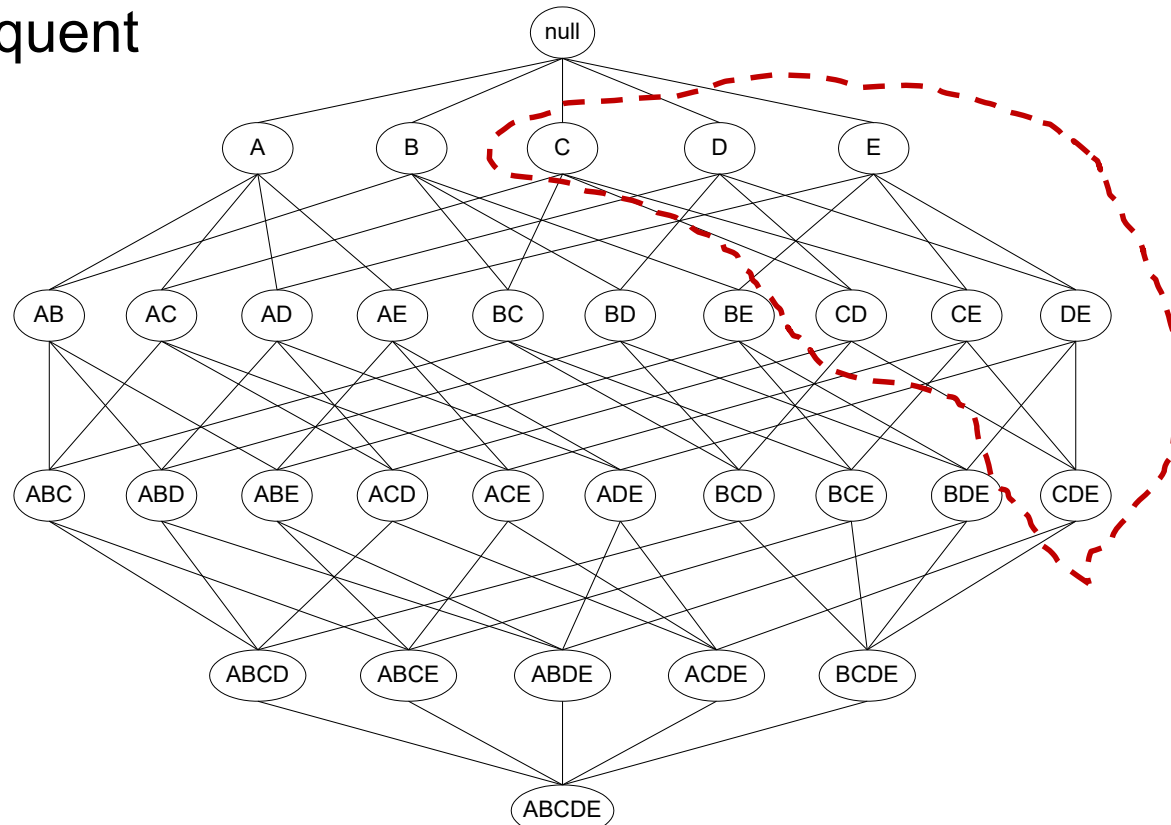 quent
null
A B C D E
AB AC AD AE BC BD BE CD CE DE
ABC ABD ABE ACD ACE ADE BCD BCE BDE CDE
ABCD ABCE ABDE ACDE BCDE
ABCDE